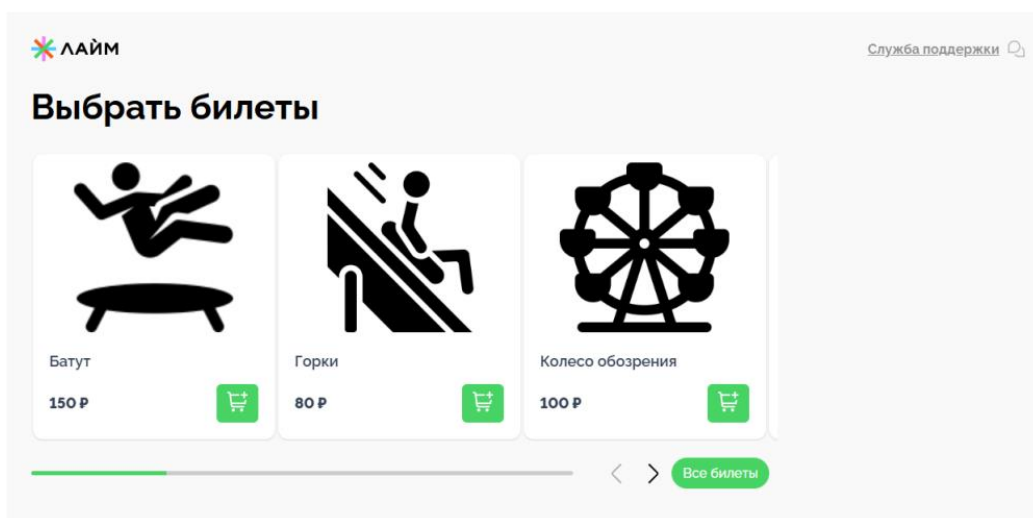 ЛАЙМ
Служба поддержки
Выбрать билеты
Батут
150 ₽
Горки
80 ₽
Колесо обозрения
100 ₽
Все билеты